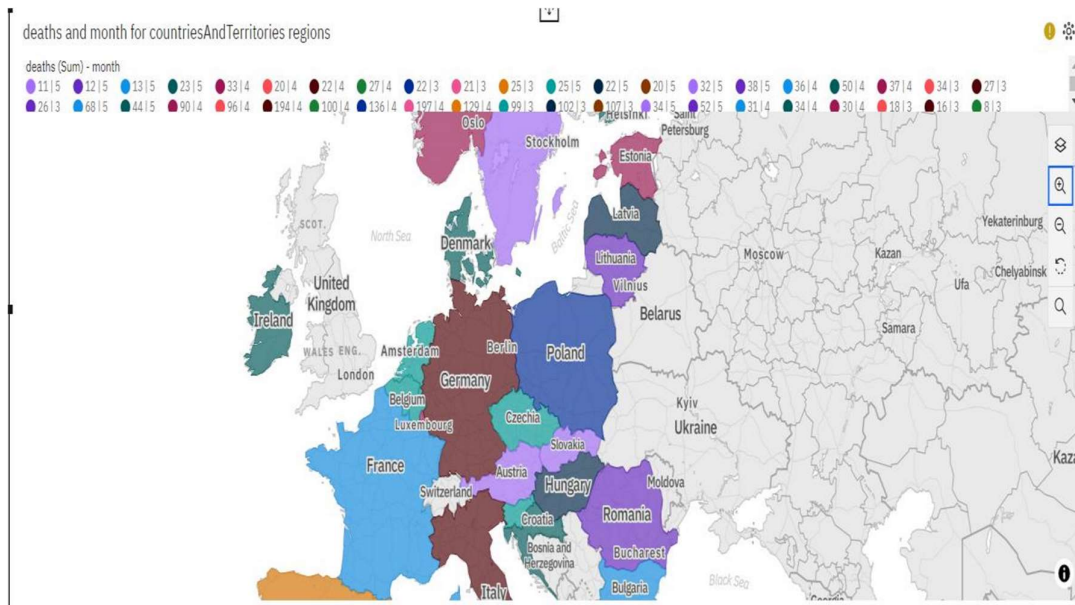 deaths and month for countriesAndTerritories regions
deaths (Sum) - month
11 | 5 12 | 5 13 | 5 23 | 5 33 | 4 20 | 4 22 | 4 27 | 4 22 | 3 21 | 3 25 | 3 25 | 5 22 | 5 20 | 5 32 | 5 38 | 5 36 | 4 50 | 4 37 | 4 34 | 3 27 | 3
26 | 3 68 | 5 44 | 5 90 | 4 96 | 4 194 | 4 100 | 4 136 | 4 197 | 4 129 | 4 99 | 3 102 | 3 107 | 3 34 | 5 52 | 5 31 | 4 34 | 4 30 | 4 18 | 3 16 | 3 8 | 3
Oslo
Helsinki
Saint
Petersburg
Stockholm
Estonia
SCOT.
North Sea
Baltic Sea
Latvia
Denmark
Yekaterinburg
Moscow
Kazan
Lithuania
Chelyabinsk
Vilnius
Ufa
United
Kingdom
Ireland
Belarus
Samara
WALES ENG.
Amsterdam
Berlin
Poland
London
Germany
Belgium
Kyiv
Luxembourg
Czechia
Ukraine
Slovakia
France
Kaza
Austria
Switzerland
Hungary
Moldova
Croatia
Romania
Bosnia and
Herzegovina
Bucharest
Black Sea
Italy
Bulgaria
Georgia